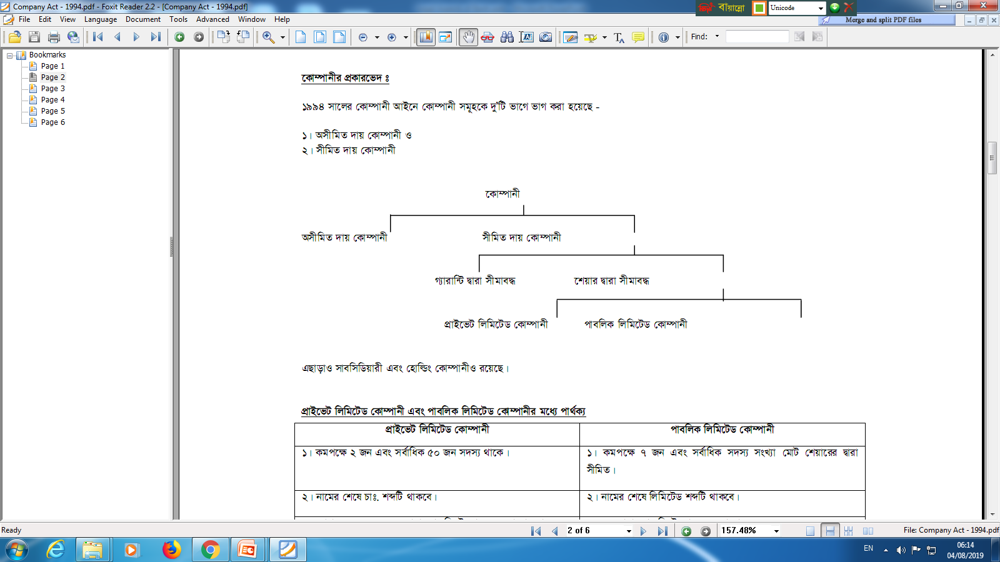 Company Act - 1994.pdf - Foxit Reader 2.2 - [Company Act - 1994.pdf]
বায়ান্নো Unicode
File Edit View Language Document Tools Advanced Window Help
Merge and split PDF files
Find:
Bookmarks
Page 1
Page 2
Page 3
Page 4
Page 5
Page 6
কোম্পানীর প্রকারভেদ ঃ
১৯৯৪ সালের কোম্পানী আইনে কোম্পানী সমূহকে দু'টি ভাগে ভাগ করা হয়েছে -
১। অসীমিত দায় কোম্পানী ও
২। সীমিত দায় কোম্পানী
কোম্পানী
অসীমিত দায় কোম্পানী সীমিত দায় কোম্পানী
গ্যারান্টি দ্বারা সীমাবদ্ধ শেয়ার দ্বারা সীমাবদ্ধ
প্রাইভেট লিমিটেড কোম্পানী পাবলিক লিমিটেড কোম্পানী
এছাড়াও সাবসিডিয়ারী এবং হোল্ডিং কোম্পানীও রয়েছে।
প্রাইভেট লিমিটেড কোম্পানী এবং পাবলিক লিমিটেড কোম্পানীর মধ্যে পার্থক্য
প্রাইভেট লিমিটেড কোম্পানী পাবলিক লিমিটেড কোম্পানী
১। কমপক্ষে ২ জন এবং সর্বাধিক ৫০ জন সদস্য থাকে। ১। কমপক্ষে ৭ জন এবং সর্বাধিক সদস্য সংখ্যা মোট শেয়ারের দ্বারা
সীমিত।
২। নামের শেষে চাঃ. শব্দটি থাকবে। ২। নামের শেষে লিমিটেড শব্দটি থাকবে।
Ready 2 of 6 157.48% File: Company Act - 1994.pdf
EN 06:14
04/08/2019